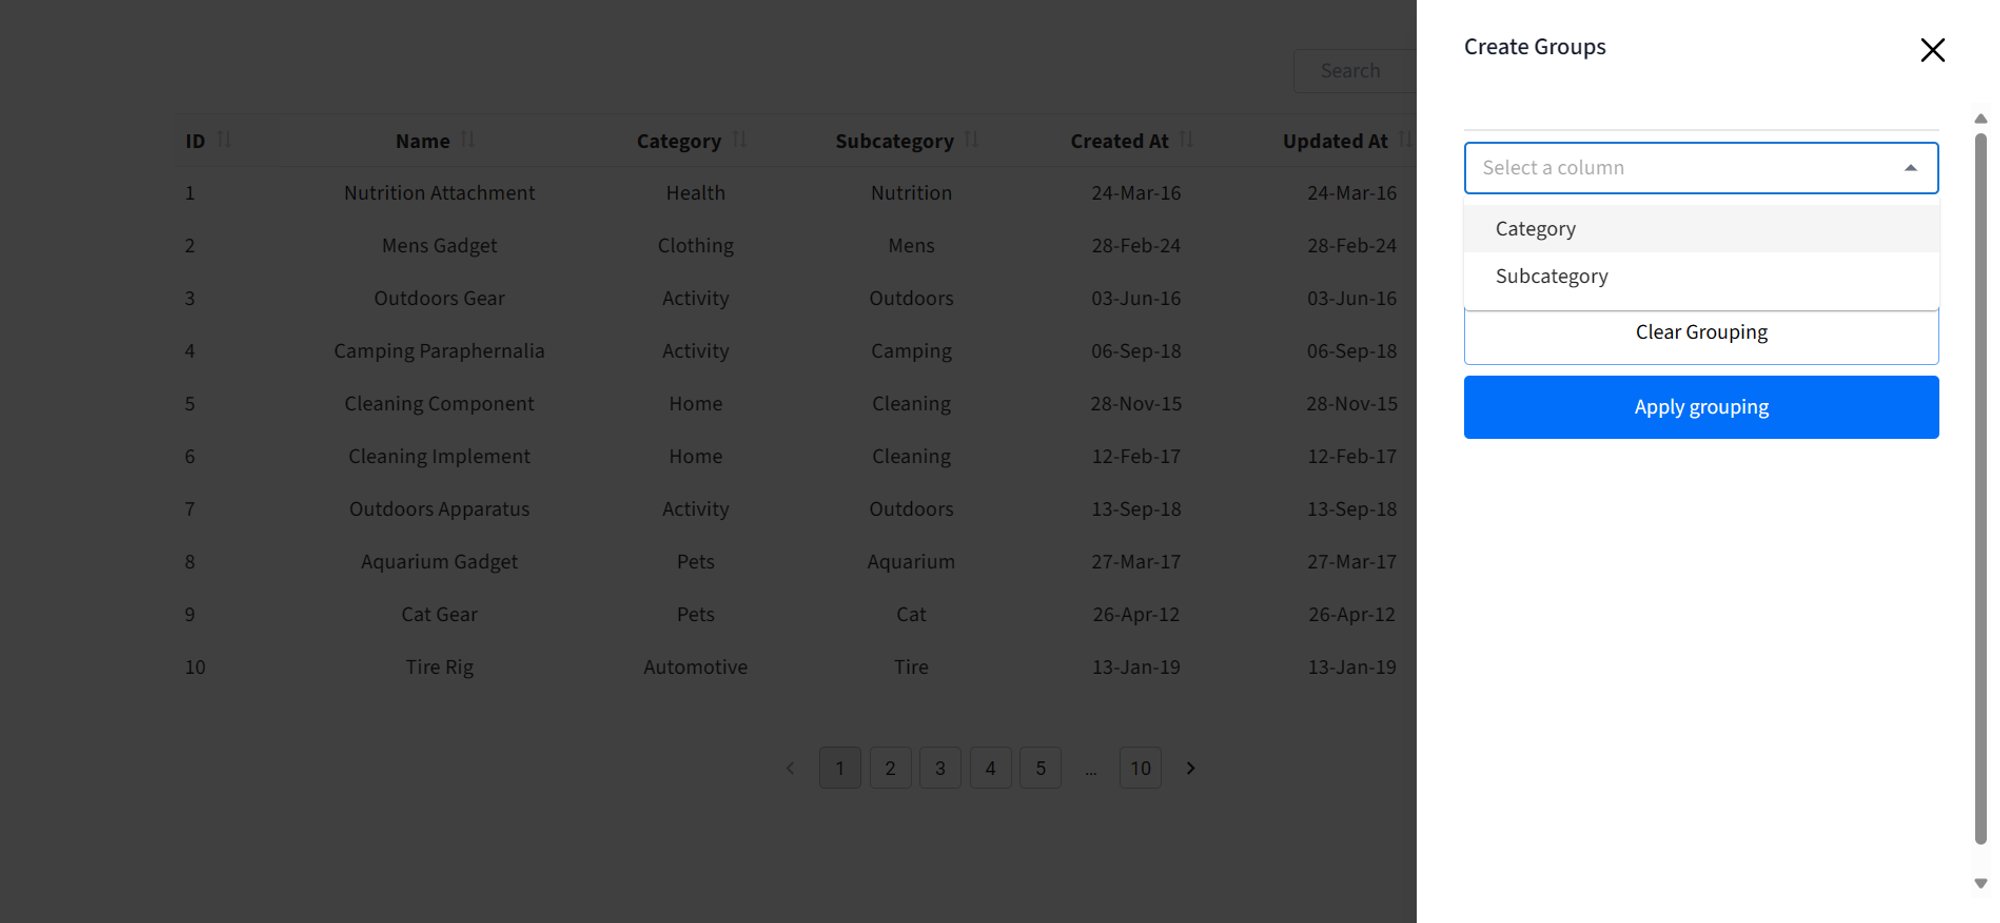 Search
ID Name Category Subcategory Created At Updated At
1 Nutrition Attachment Health Nutrition 24-Mar-16 24-Mar-16
2 Mens Gadget Clothing Mens 28-Feb-24 28-Feb-24
3 Outdoors Gear Activity Outdoors 03-Jun-16 03-Jun-16
4 Camping Paraphernalia Activity Camping 06-Sep-18 06-Sep-18
5 Cleaning Component Home Cleaning 28-Nov-15 28-Nov-15
6 Cleaning Implement Home Cleaning 12-Feb-17 12-Feb-17
7 Outdoors Apparatus Activity Outdoors 13-Sep-18 13-Sep-18
8 Aquarium Gadget Pets Aquarium 27-Mar-17 27-Mar-17
9 Cat Gear Pets Cat 26-Apr-12 26-Apr-12
10 Tire Rig Automotive Tire 13-Jan-19 13-Jan-19
1 2 3 4 5 ... 10
Create Groups
Select a column
Category
Subcategory
Clear Grouping
Apply grouping